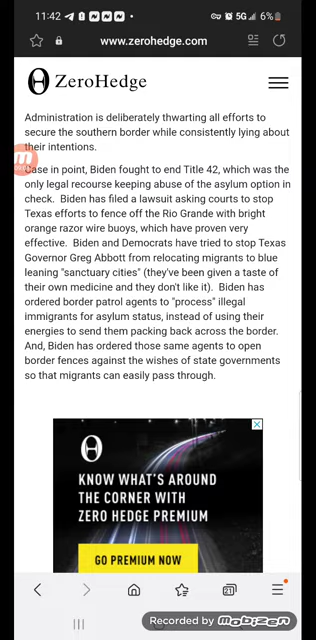 11:42
5G 6%
www.zerohedge.com
ZeroHedge
Administration is deliberately thwarting all efforts to
secure the southern border while consistently lying about
their intentions.
Case in point, Biden fought to end Title 42, which was the
only legal recourse keeping abuse of the asylum option in
check.  Biden has filed a lawsuit asking courts to stop
Texas efforts to fence off the Rio Grande with bright
orange razor wire buoys, which have proven very
effective.  Biden and Democrats have tried to stop Texas
Governor Greg Abbott from relocating migrants to blue
leaning "sanctuary cities" (they've been given a taste of
their own medicine and they don't like it).  Biden has
ordered border patrol agents to "process" illegal
immigrants for asylum status, instead of using their
energies to send them packing back across the border.
And, Biden has ordered those same agents to open
border fences against the wishes of state governments
so that migrants can easily pass through.
KNOW WHAT'S AROUND
THE CORNER WITH
ZERO HEDGE PREMIUM
GO PREMIUM NOW
21
Recorded by mobizen